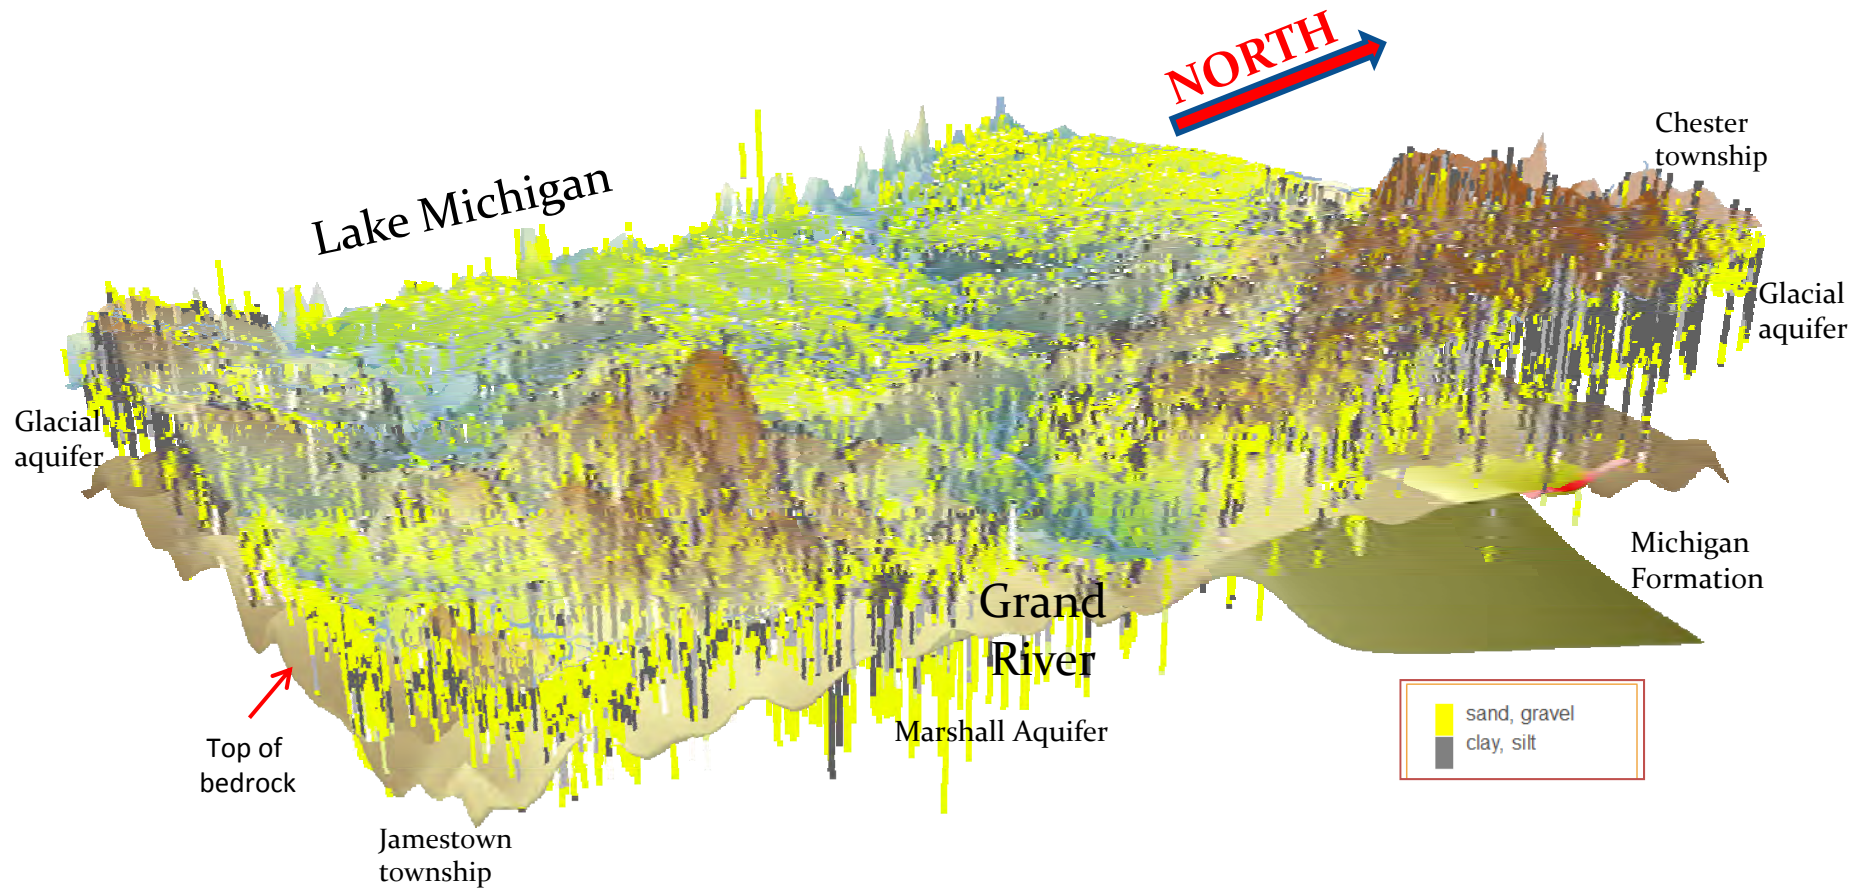 NORTH
Chester
township
Lake Michigan
Glacial
aquifer
Glacial
aquifer
Michigan
Formation
Grand
River
Marshall Aquifer
sand, gravel
clay, silt
Top of
bedrock
Jamestown
township